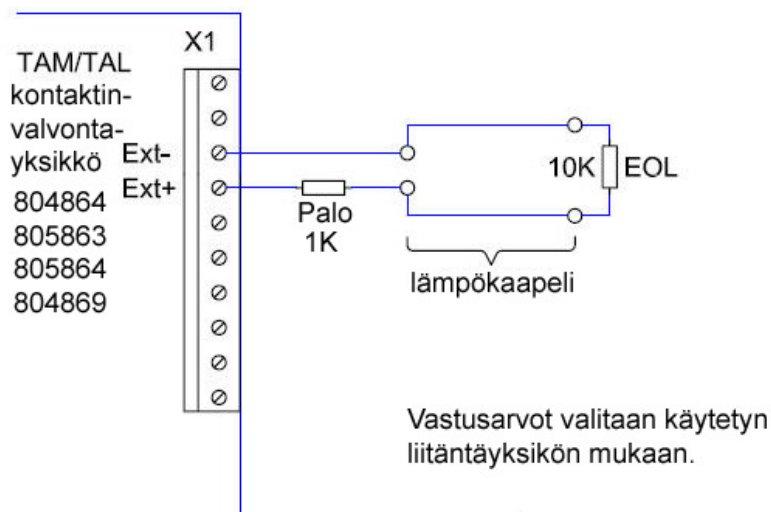 X1
TAM/TAL
kontaktin-
valvonta-
yksikkö
804864
805863
805864
804869
Ext-
Ext+
Palo
1K
10K EOL
lämpökaapeli
Vastusarvot valitaan käytetyn
liitäntäyksikön mukaan.